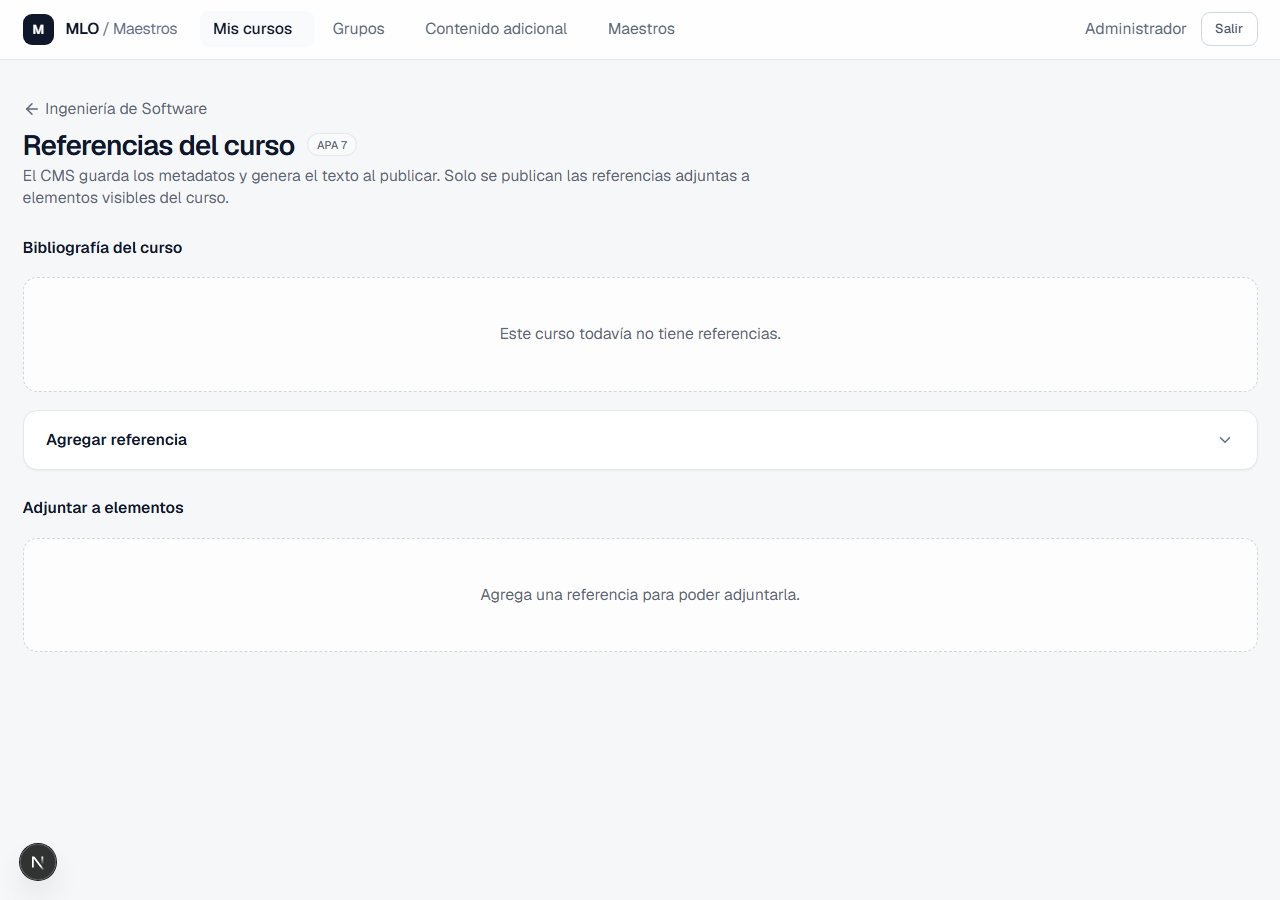 M MLO / Maestros Mis cursos Grupos Contenido adicional Maestros Administrador Salir
← Ingeniería de Software
Referencias del curso APA 7
El CMS guarda los metadatos y genera el texto al publicar. Solo se publican las referencias adjuntas a
elementos visibles del curso.
Bibliografía del curso
Este curso todavía no tiene referencias.
Agregar referencia
Adjuntar a elementos
Agrega una referencia para poder adjuntarla.
N